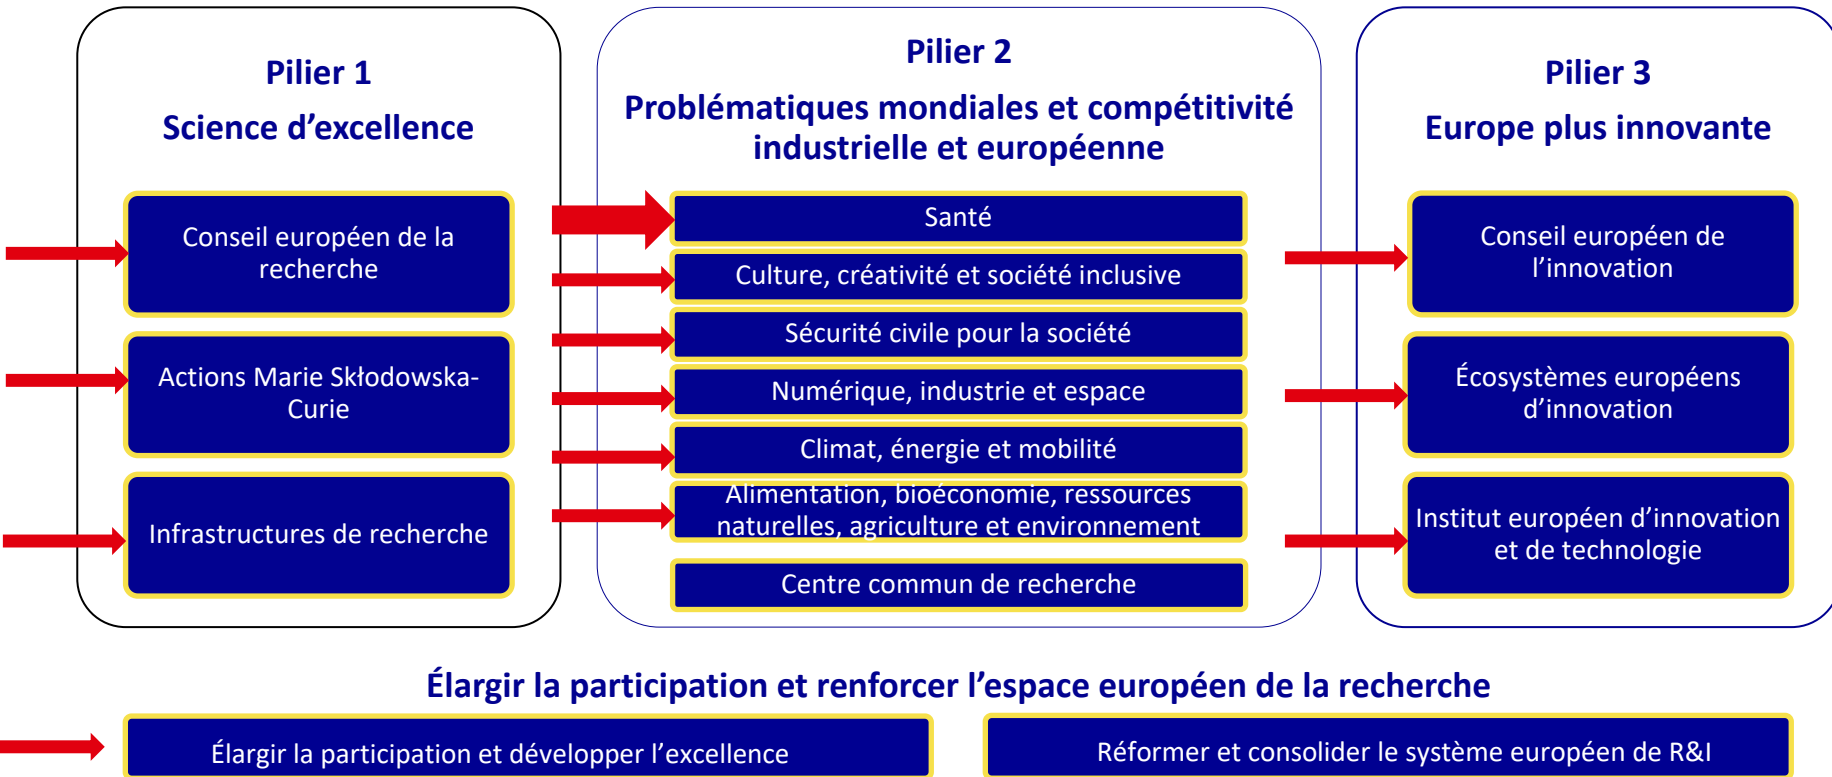 Pilier 1
Science d’excellence
Conseil européen de la
recherche
Actions Marie Skłodowska-
Curie
Infrastructures de recherche
Pilier 2
Problématiques mondiales et compétitivité
industrielle et européenne
Santé
Culture, créativité et société inclusive
Sécurité civile pour la société
Numérique, industrie et espace
Climat, énergie et mobilité
Alimentation, bioéconomie, ressources
naturelles, agriculture et environnement
Centre commun de recherche
Pilier 3
Europe plus innovante
Conseil européen de
l’innovation
Écosystèmes européens
d’innovation
Institut européen d’innovation
et de technologie
Élargir la participation et renforcer l’espace européen de la recherche
Élargir la participation et développer l’excellence
Réformer et consolider le système européen de R&I